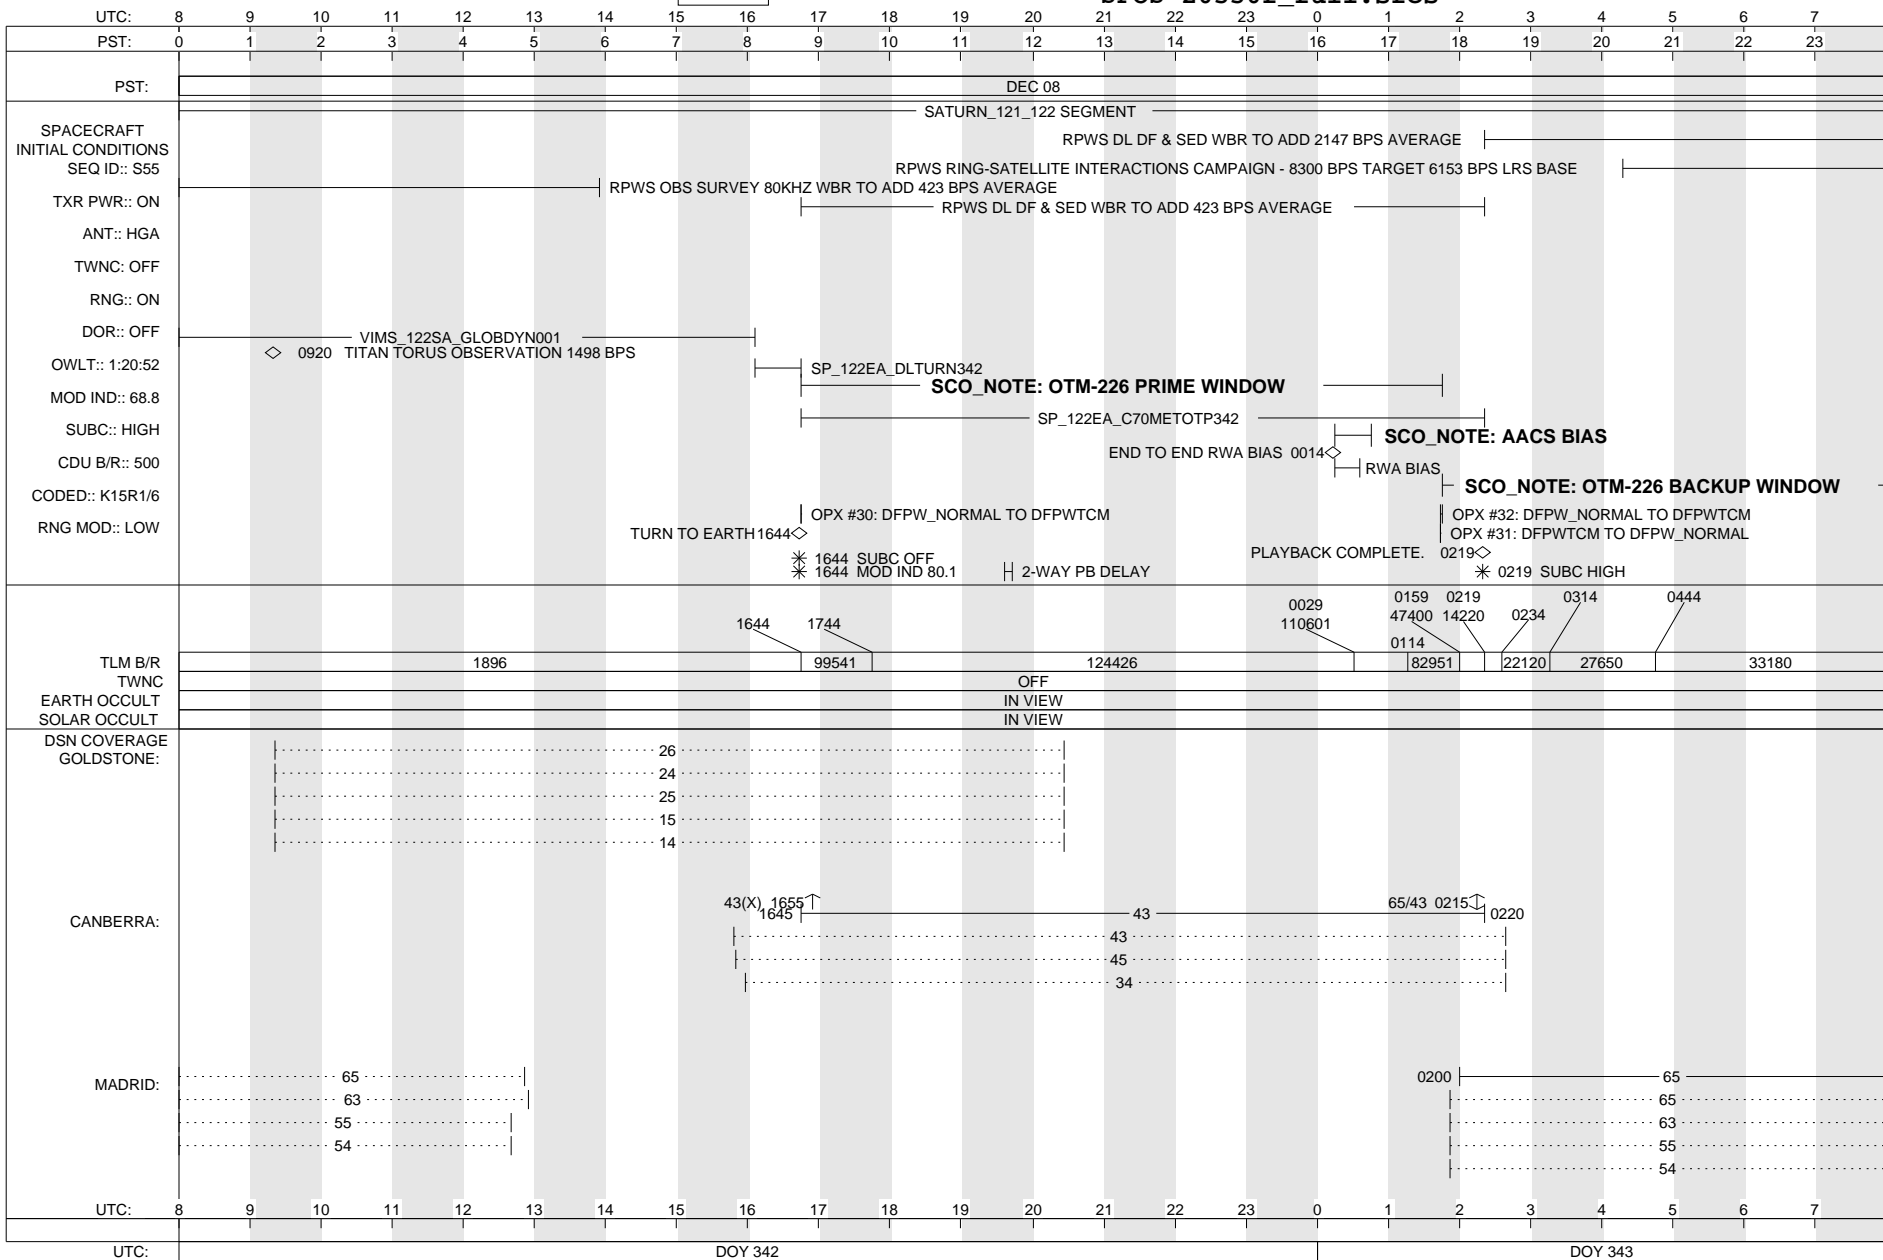 UTC: 8 9 10 11 12 13 14 15 16 17 18 19 20 21 22 23 0 1 2 3 4 5 6 7
PST: 0 1 2 3 4 5 6 7 8 9 10 11 12 13 14 15 16 17 18 19 20 21 22 23
PST: DEC 08
SATURN_121_122 SEGMENT
SPACECRAFT
INITIAL CONDITIONS
RPWS DL DF & SED WBR TO ADD 2147 BPS AVERAGE
SEQ ID:: S55
RPWS RING-SATELLITE INTERACTIONS CAMPAIGN - 8300 BPS TARGET 6153 BPS LRS BASE
RPWS OBS SURVEY 80KHZ WBR TO ADD 423 BPS AVERAGE
TXR PWR:: ON
RPWS DL DF & SED WBR TO ADD 423 BPS AVERAGE
ANT:: HGA
TWNC: OFF
RNG:: ON
DOR:: OFF
VIMS_122SA_GLOBDYN001
0920 TITAN TORUS OBSERVATION 1498 BPS
OWLT:: 1:20:52
SP_122EA_DLTURN342
SCO_NOTE: OTM-226 PRIME WINDOW
MOD IND:: 68.8
SP_122EA_C70METOTP342
SUBC:: HIGH
SCO_NOTE: AACS BIAS
END TO END RWA BIAS 0014
CDU B/R:: 500
RWA BIAS
SCO_NOTE: OTM-226 BACKUP WINDOW
CODED:: K15R1/6
OPX #30: DFPW_NORMAL TO DFPWTCM
OPX #32: DFPW_NORMAL TO DFPWTCM
RNG MOD:: LOW
TURN TO EARTH1644
OPX #31: DFPWTCM TO DFPW_NORMAL
PLAYBACK COMPLETE. 0219
1644 SUBC OFF
1644 MOD IND 80.1
2-WAY PB DELAY
0219 SUBC HIGH
0159 0219 0314 0444
0029
110601
47400 14220 0234
1644 1744
0114
TLM B/R 1896 99541 124426 82951 22120 27650 33180
TWNC OFF
EARTH OCCULT IN VIEW
SOLAR OCCULT IN VIEW
DSN COVERAGE
GOLDSTONE:
26
24
25
15
14
43(X) 1655
65/43 0215
CANBERRA:
1645 43 0220
43
45
34
MADRID:
65 0200 65
63 65
55 63
54 55
54
UTC: 8 9 10 11 12 13 14 15 16 17 18 19 20 21 22 23 0 1 2 3 4 5 6 7
UTC: DOY 342 DOY 343